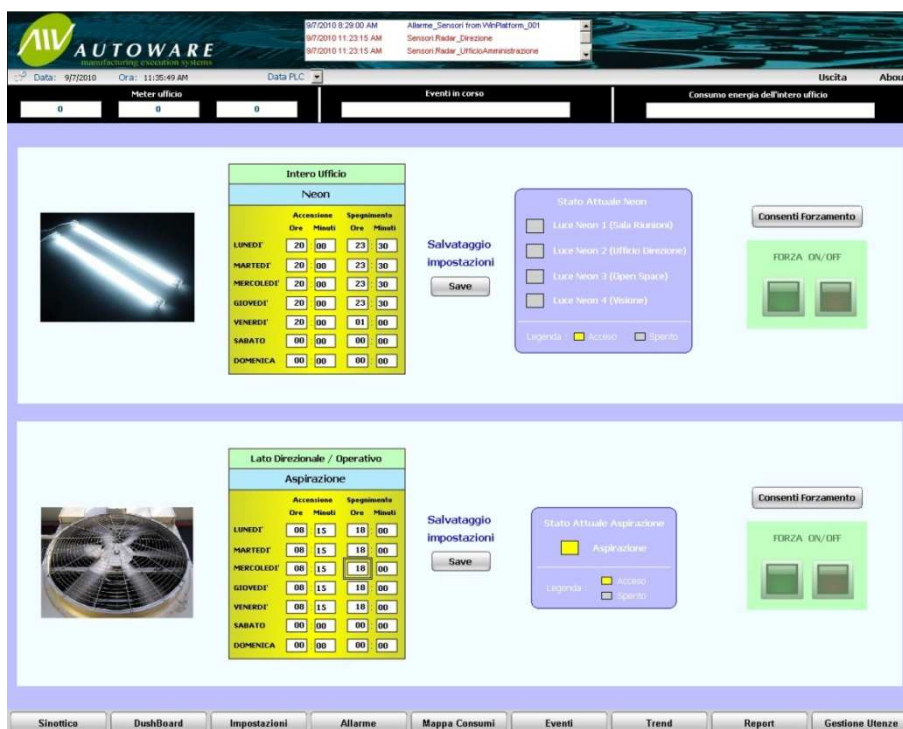 AUTOWARE
manufacturing execution systems
9/7/2010 8:29:00 AM Allarme_Sensori from WinPlatform_001
9/7/2010 11:23:15 AM Sensori.Radar_Direzione
9/7/2010 11:23:15 AM Sensori.Radar_UfficioAmministrazione
Data: 9/7/2010 Ora: 11:35:49 AM Data PLC Uscita Abou
Meter ufficio Eventi in corso Consumo energia dell'intero ufficio
0 0 0
Intero Ufficio
Neon
Accensione Spegnimento
Ore Minuti Ore Minuti
LUNEDI' 20 : 00 23 : 30
MARTEDI' 20 : 00 23 : 30
MERCOLEDI' 20 : 00 23 : 30
GIOVEDI' 20 : 00 23 : 30
VENERDI' 20 : 00 01 : 00
SABATO 00 : 00 00 : 00
DOMENICA 00 : 00 00 : 00
Salvataggio
impostazioni
Save
Stato Attuale Neon
Luce Neon 1 (Sala Riunioni)
Luce Neon 2 (Ufficio Direzione)
Luce Neon 3 (Open Space)
Luce Neon 4 (Visione)
Legenda : Acceso Spento
Consenti Forzamento
FORZA ON/OFF
Lato Direzionale / Operativo
Aspirazione
Accensione Spegnimento
Ore Minuti Ore Minuti
LUNEDI' 08 : 15 18 : 00
MARTEDI' 08 : 15 18 : 00
MERCOLEDI' 08 : 15 18 : 00
GIOVEDI' 08 : 15 18 : 00
VENERDI' 08 : 15 18 : 00
SABATO 00 : 00 00 : 00
DOMENICA 00 : 00 00 : 00
Salvataggio
impostazioni
Save
Stato Attuale Aspirazione
Aspirazione
Legenda : Acceso
Spento
Consenti Forzamento
FORZA ON/OFF
Sinottico DushBoard Impostazioni Allarme Mappa Consumi Eventi Trend Report Gestione Utenze